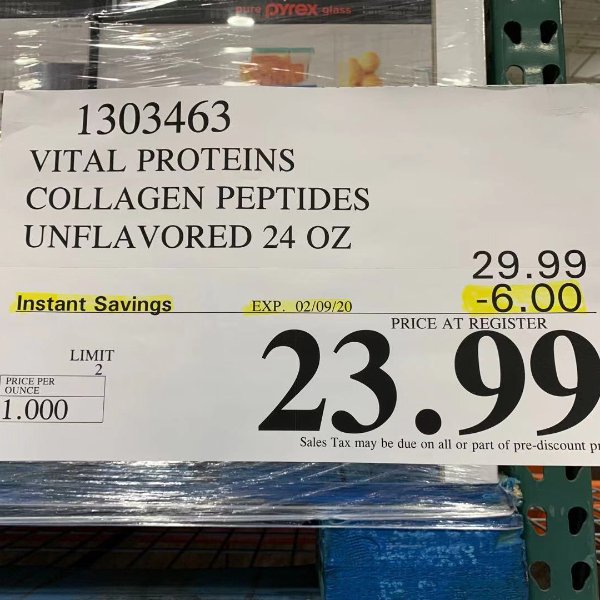 pure pyrex glass
1303463
VITAL PROTEINS
COLLAGEN PEPTIDES
UNFLAVORED 24 OZ
29.99
Instant Savings EXP. 02/09/20 -6.00
PRICE AT REGISTER
23.99
LIMIT
2
PRICE PER
OUNCE
1.000
Sales Tax may be due on all or part of pre-discount